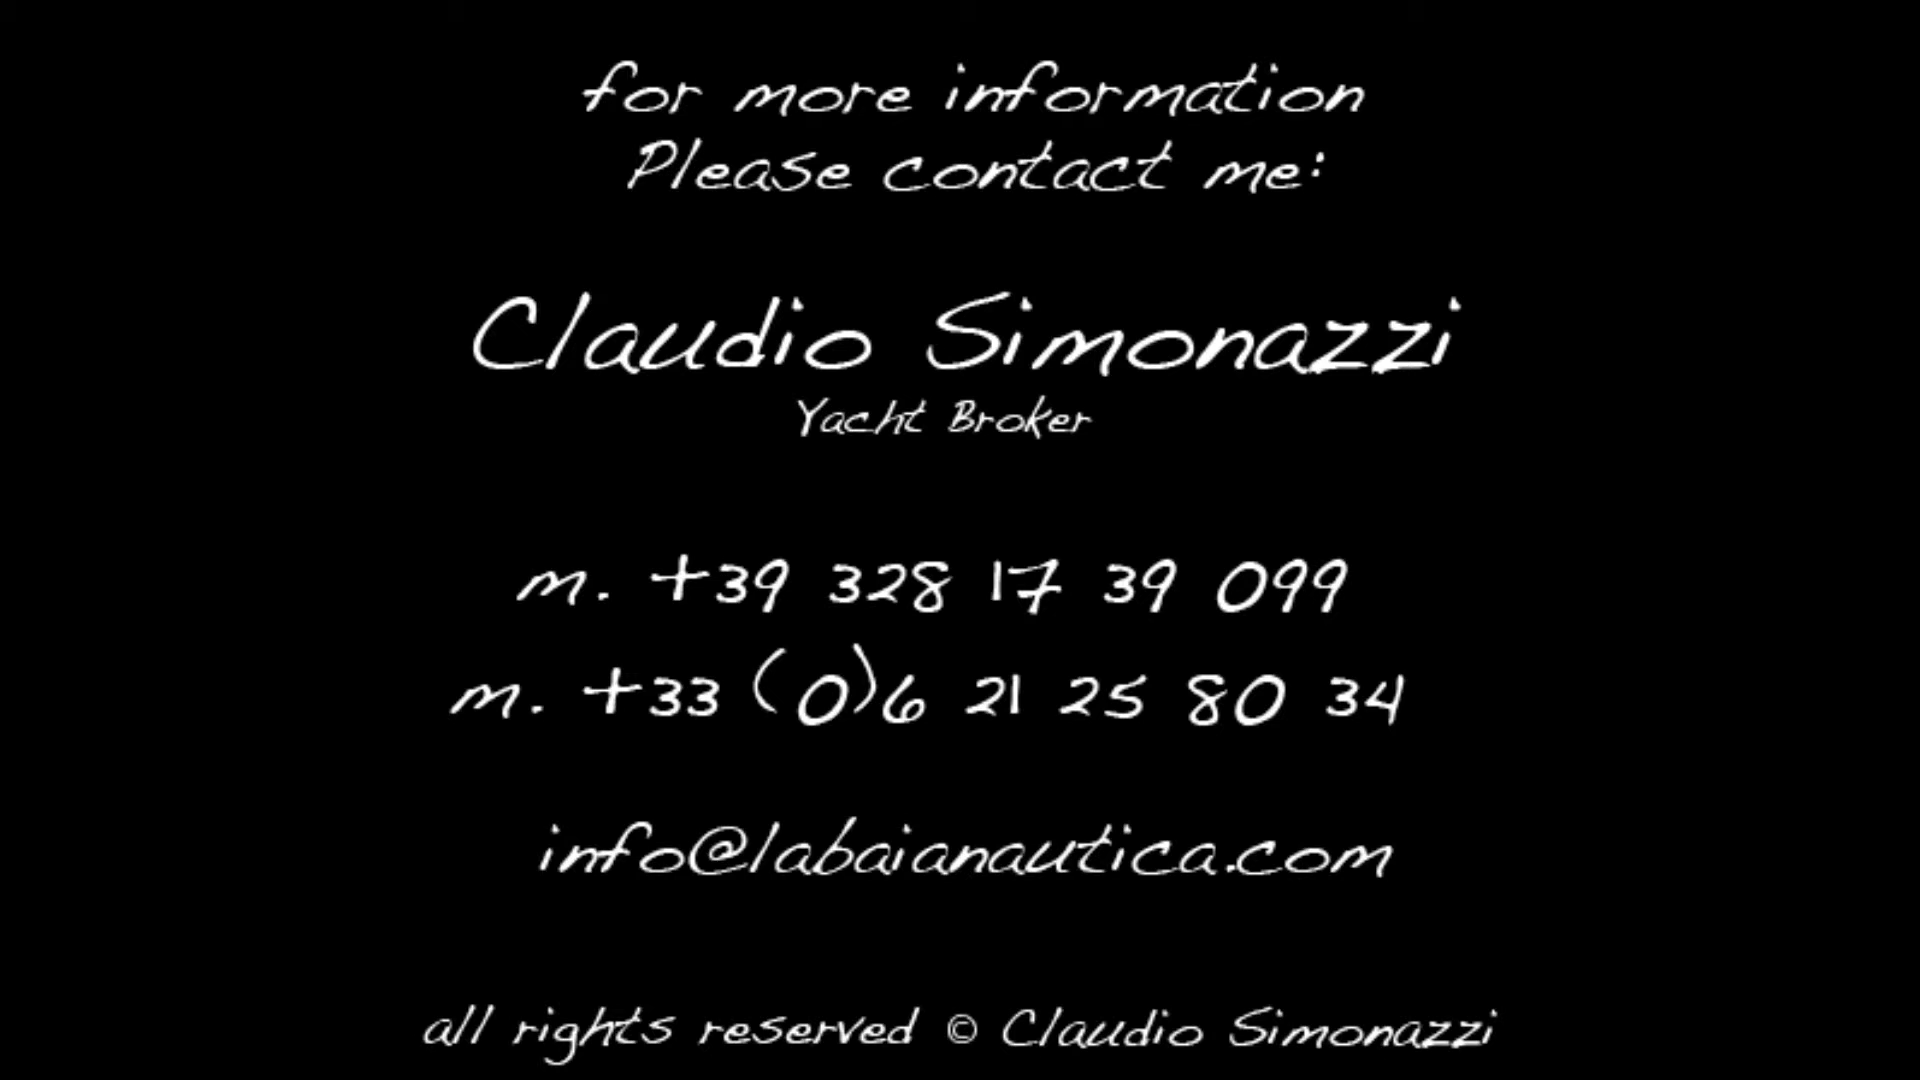 for more information
Please contact me:
Claudio Simonazzi
Yacht Broker
m. +39 328 17 39 099
m. +33 (0)6 21 25 80 34
info@labaianautica.com
all rights reserved © Claudio Simonazzi